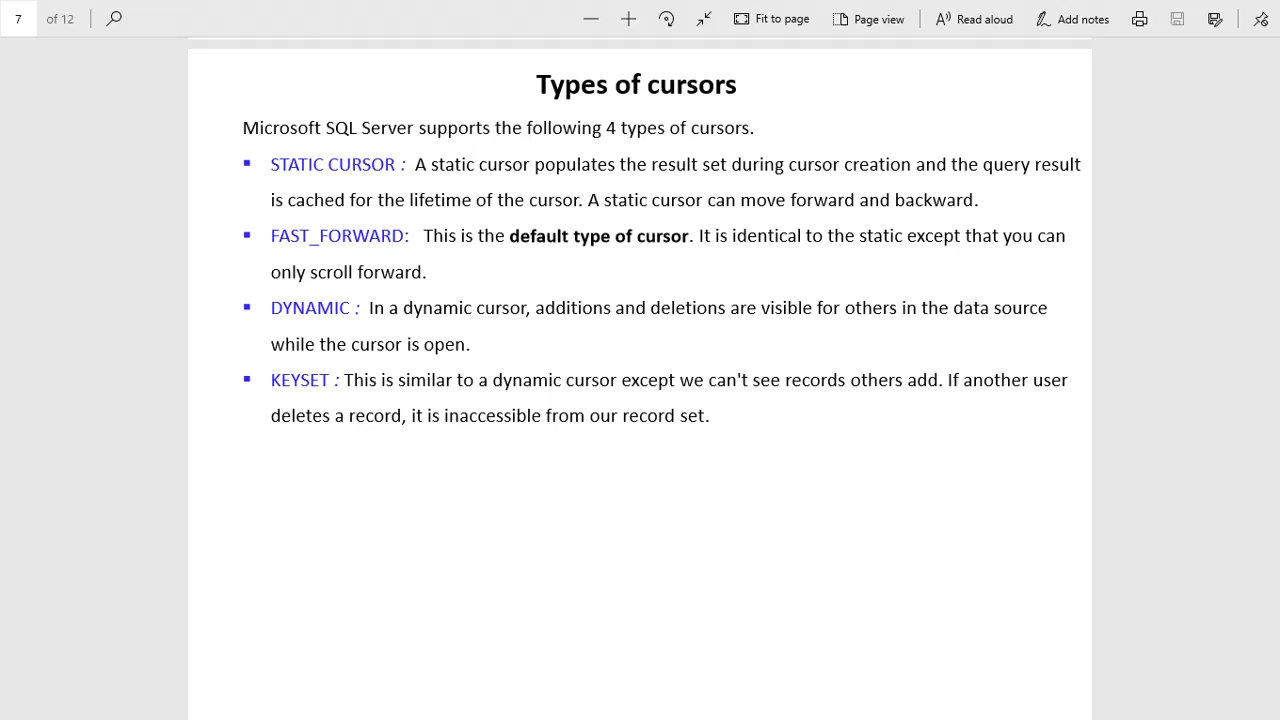 7 of 12 Fit to page Page view Read aloud Add notes
Types of cursors
Microsoft SQL Server supports the following 4 types of cursors.
▪ STATIC CURSOR : A static cursor populates the result set during cursor creation and the query result
is cached for the lifetime of the cursor. A static cursor can move forward and backward.
▪ FAST_FORWARD: This is the default type of cursor. It is identical to the static except that you can
only scroll forward.
▪ DYNAMIC : In a dynamic cursor, additions and deletions are visible for others in the data source
while the cursor is open.
▪ KEYSET : This is similar to a dynamic cursor except we can't see records others add. If another user
deletes a record, it is inaccessible from our record set.